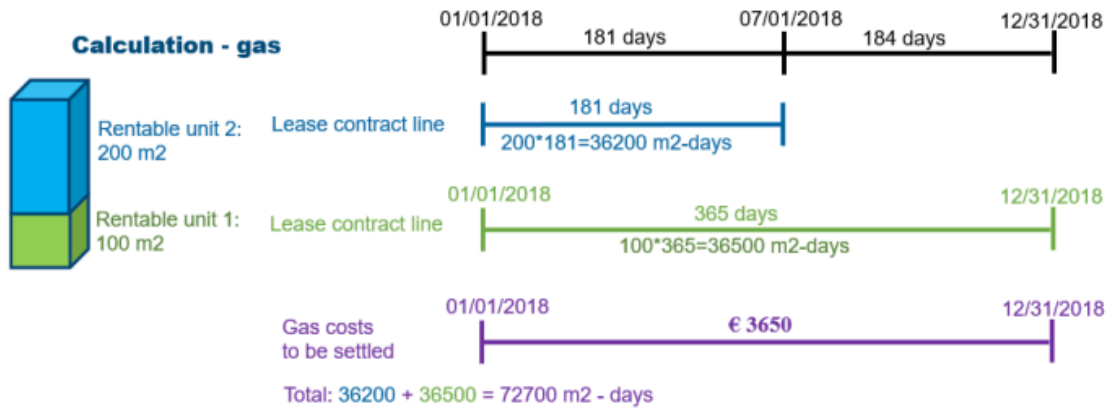 01/01/2018 07/01/2018 12/31/2018
Calculation - gas
181 days 184 days
181 days
Rentable unit 2:
200 m2
Lease contract line
200*181=36200 m2-days
01/01/2018 12/31/2018
Rentable unit 1:
100 m2
Lease contract line
365 days
100*365=36500 m2-days
01/01/2018 12/31/2018
Gas costs
to be settled
€ 3650
Total: 36200 + 36500 = 72700 m2 - days